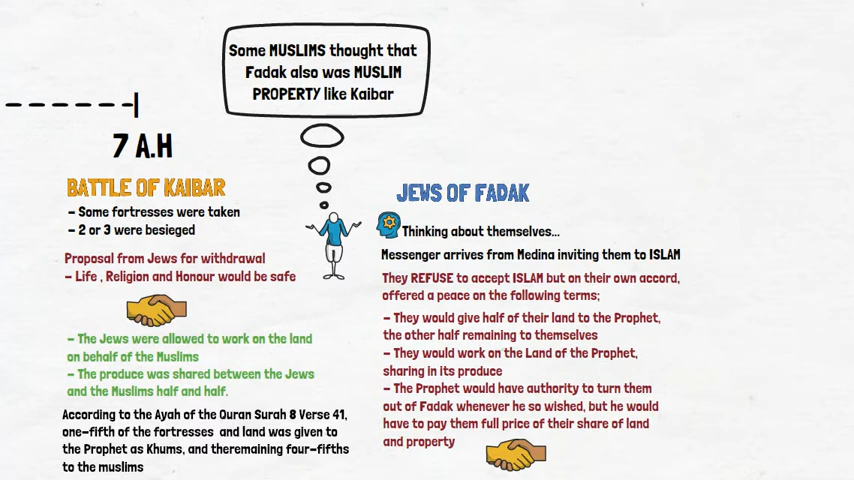 Some MUSLIMS thought that
Fadak also was MUSLIM
PROPERTY like Kaibar
7 A.H
BATTLE OF KAIBAR
- Some fortresses were taken
- 2 or 3 were besieged
Proposal from Jews for withdrawal
- Life , Religion and Honour would be safe
- The Jews were allowed to work on the land
on behalf of the Muslims
- The produce was shared between the Jews
and the Muslims half and half.
According to the Ayah of the Quran Surah 8 Verse 41,
one-fifth of the fortresses and land was given to
the Prophet as Khums, and theremaining four-fifths
to the muslims
JEWS OF FADAK
Thinking about themselves...
Messenger arrives from Medina inviting them to ISLAM
They REFUSE to accept ISLAM but on their own accord,
offered a peace on the following terms;
- They would give half of their land to the Prophet,
the other half remaining to themselves
- They would work on the Land of the Prophet,
sharing in its produce
- The Prophet would have authority to turn them
out of Fadak whenever he so wished, but he would
have to pay them full price of their share of land
and property